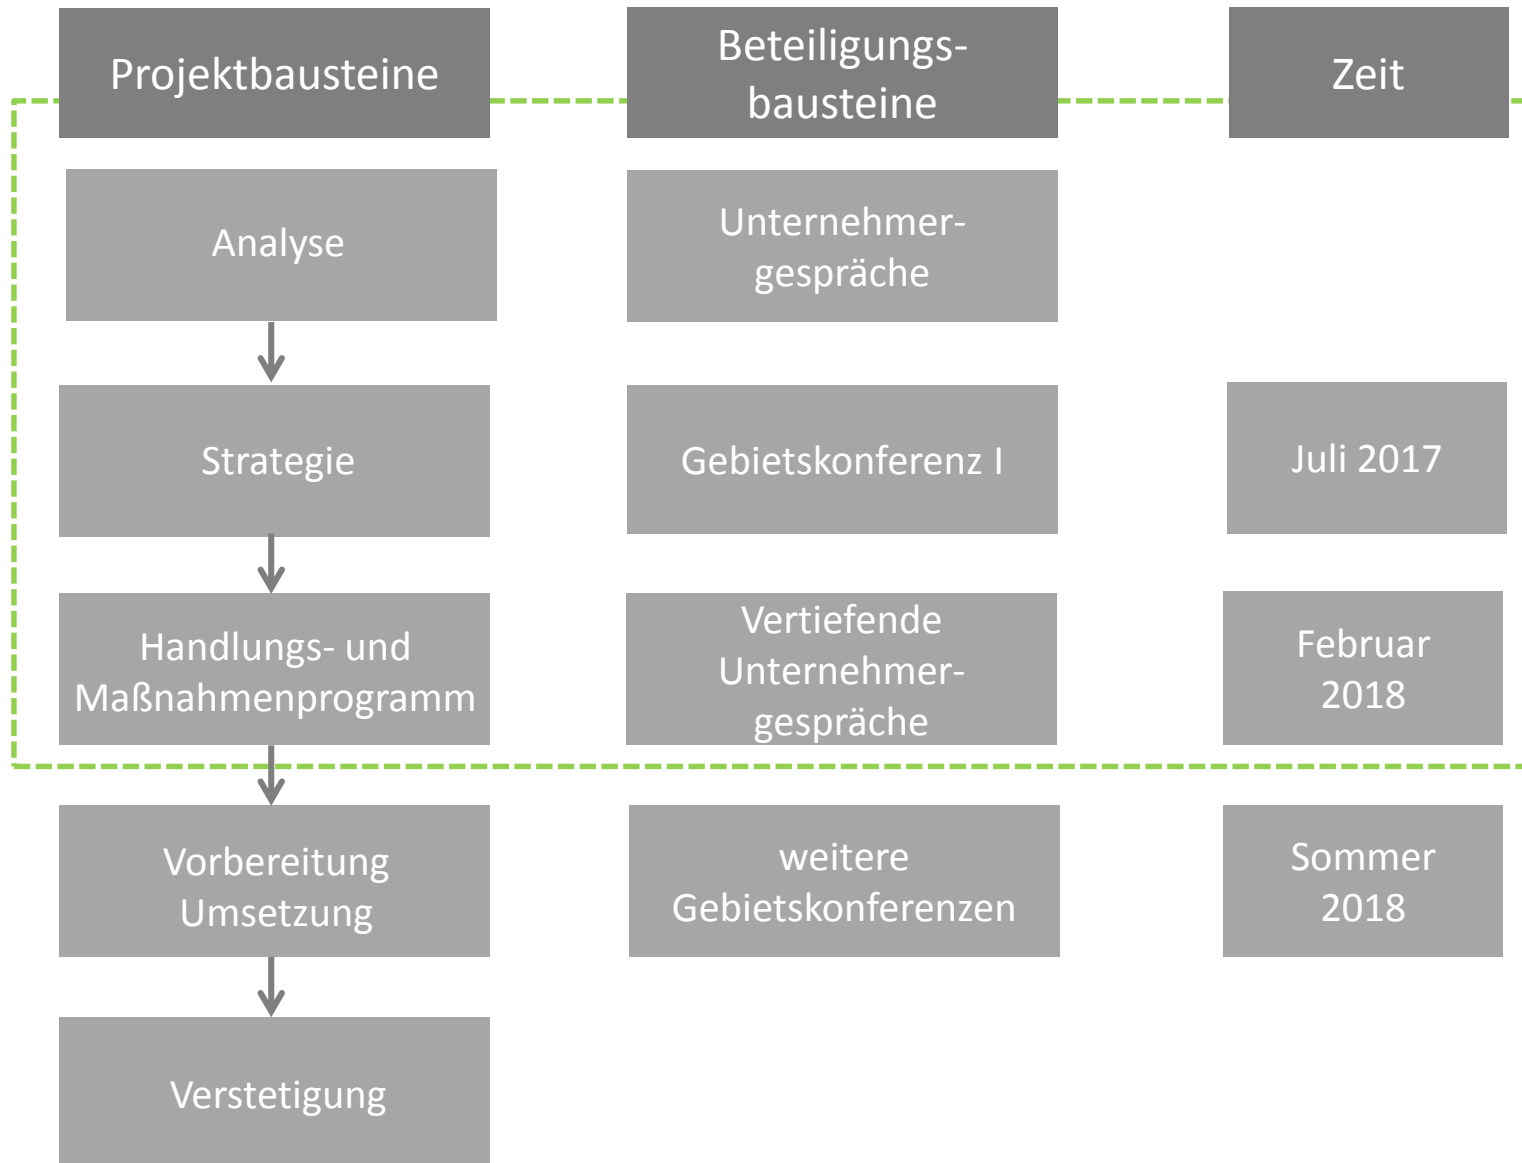 Projektbausteine
Beteiligungs-
bausteine
Zeit
Analyse
Unternehmer-
gespräche
Strategie
Gebietskonferenz I
Juli 2017
Handlungs- und
Maßnahmenprogramm
Vertiefende
Unternehmer-
gespräche
Februar
2018
Vorbereitung
Umsetzung
weitere
Gebietskonferenzen
Sommer
2018
Verstetigung